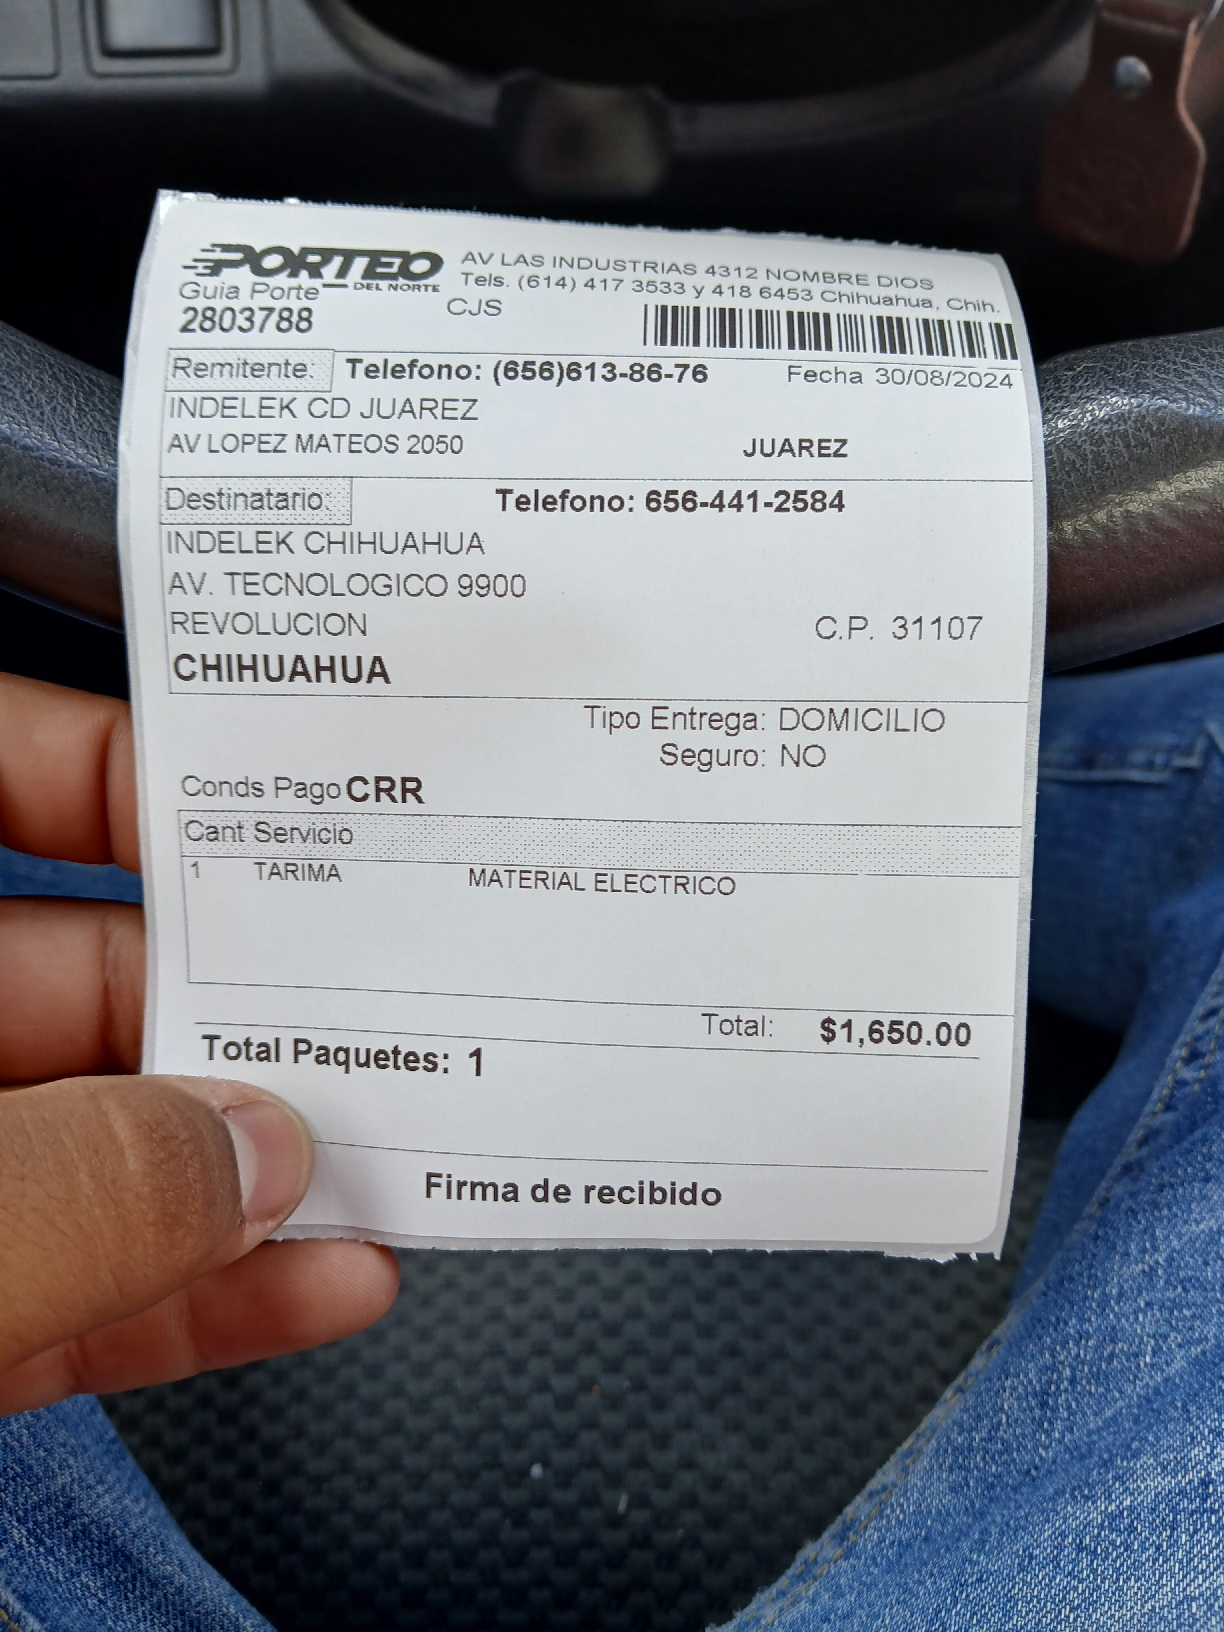 PORTEO DEL NORTE
AV LAS INDUSTRIAS 4312 NOMBRE DIOS
Tels. (614) 417 3533 y 418 6453 Chihuahua, Chih.
Guia Porte
CJS
2803788
Remitente: Telefono: (656)613-86-76 Fecha 30/08/2024
INDELEK CD JUAREZ
AV LOPEZ MATEOS 2050 JUAREZ
Destinatario: Telefono: 656-441-2584
INDELEK CHIHUAHUA
AV. TECNOLOGICO 9900
REVOLUCION C.P. 31107
CHIHUAHUA
Tipo Entrega: DOMICILIO
Seguro: NO
Conds Pago CRR
Cant Servicio
1 TARIMA MATERIAL ELECTRICO
Total: $1,650.00
Total Paquetes: 1
Firma de recibido